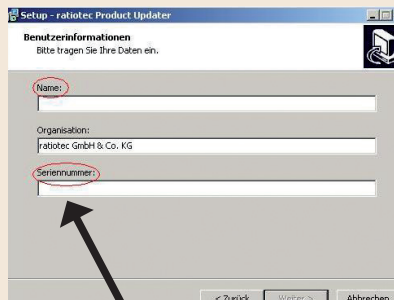 Setup - ratiotec Product Updater
Benutzerinformationen
Bitte tragen Sie Ihre Daten ein.
Name:
Organisation:
ratiotec GmbH & Co. KG
Seriennummer:
< Zurück Weiter > Abbrechen